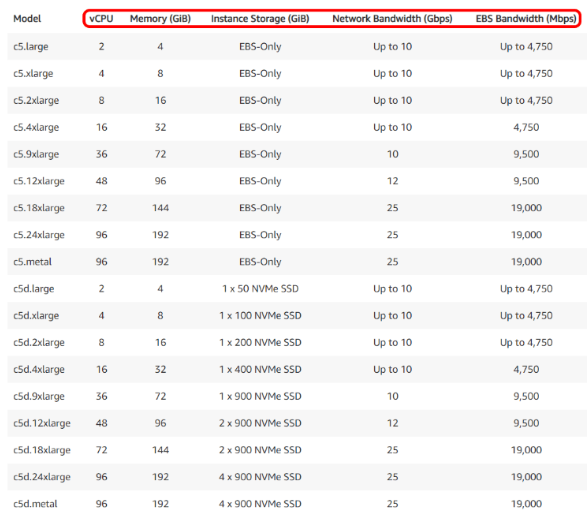 Model vCPU Memory (GiB) Instance Storage (GiB) Network Bandwidth (Gbps) EBS Bandwidth (Mbps)
c5.large 2 4 EBS-Only Up to 10 Up to 4,750
c5.xlarge 4 8 EBS-Only Up to 10 Up to 4,750
c5.2xlarge 8 16 EBS-Only Up to 10 Up to 4,750
c5.4xlarge 16 32 EBS-Only Up to 10 4,750
c5.9xlarge 36 72 EBS-Only 10 9,500
c5.12xlarge 48 96 EBS-Only 12 9,500
c5.18xlarge 72 144 EBS-Only 25 19,000
c5.24xlarge 96 192 EBS-Only 25 19,000
c5.metal 96 192 EBS-Only 25 19,000
c5d.large 2 4 1 x 50 NVMe SSD Up to 10 Up to 4,750
c5d.xlarge 4 8 1 x 100 NVMe SSD Up to 10 Up to 4,750
c5d.2xlarge 8 16 1 x 200 NVMe SSD Up to 10 Up to 4,750
c5d.4xlarge 16 32 1 x 400 NVMe SSD Up to 10 4,750
c5d.9xlarge 36 72 1 x 900 NVMe SSD 10 9,500
c5d.12xlarge 48 96 2 x 900 NVMe SSD 12 9,500
c5d.18xlarge 72 144 2 x 900 NVMe SSD 25 19,000
c5d.24xlarge 96 192 4 x 900 NVMe SSD 25 19,000
c5d.metal 96 192 4 x 900 NVMe SSD 25 19,000